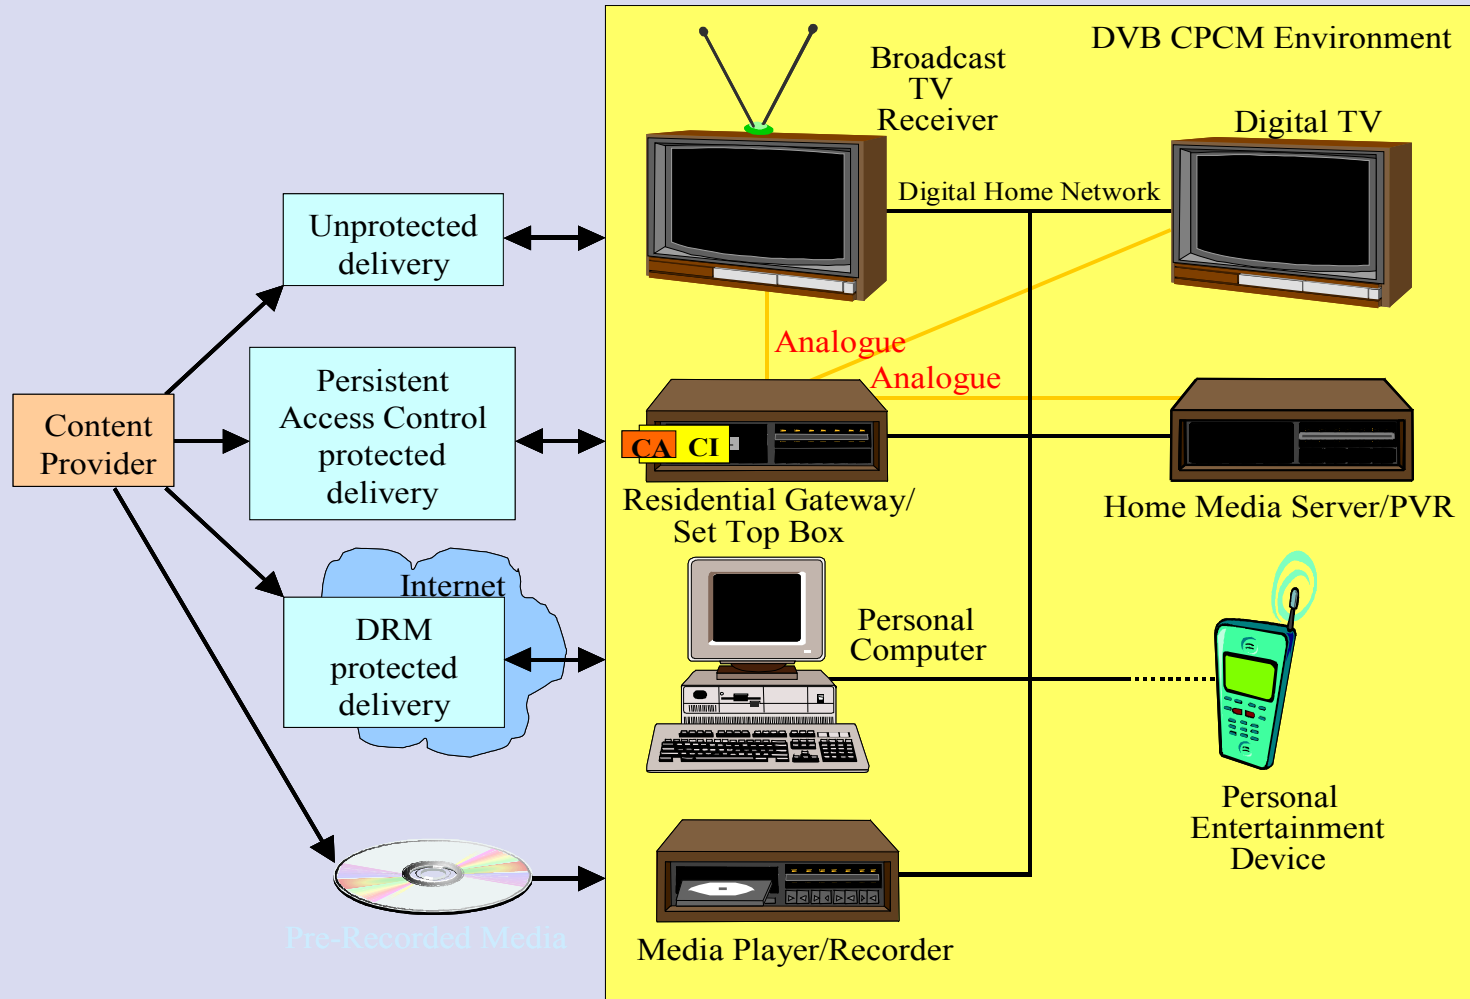 DVB CPCM Environment
Broadcast
TV
Receiver
Digital TV
Digital Home Network
Unprotected
delivery
Analogue
Analogue
Persistent
Access Control
protected
delivery
Content
Provider
CA
CI
Residential Gateway/
Set Top Box
Home Media Server/PVR
Internet
DRM
protected
delivery
Personal
Computer
Personal
Entertainment
Device
Pre-Recorded Media
Media Player/Recorder